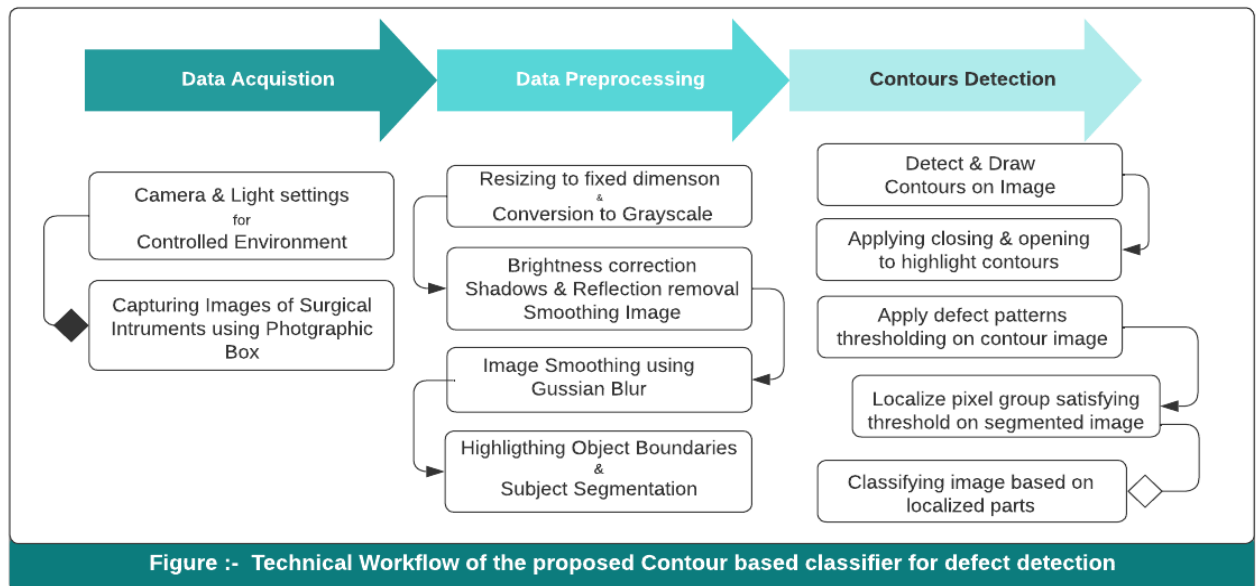 Data Acquistion
Data Preprocessing
Contours Detection
Camera & Light settings
for
Controlled Environment
Capturing Images of Surgical
Intruments using Photgraphic
Box
Resizing to fixed dimenson
&
Conversion to Grayscale
Brightness correction
Shadows & Reflection removal
Smoothing Image
Image Smoothing using
Gussian Blur
Highligthing Object Boundaries
&
Subject Segmentation
Detect & Draw
Contours on Image
Applying closing & opening
to highlight contours
Apply defect patterns
thresholding on contour image
Localize pixel group satisfying
threshold on segmented image
Classifying image based on
localized parts
Figure :-  Technical Workflow of the proposed Contour based classifier for defect detection